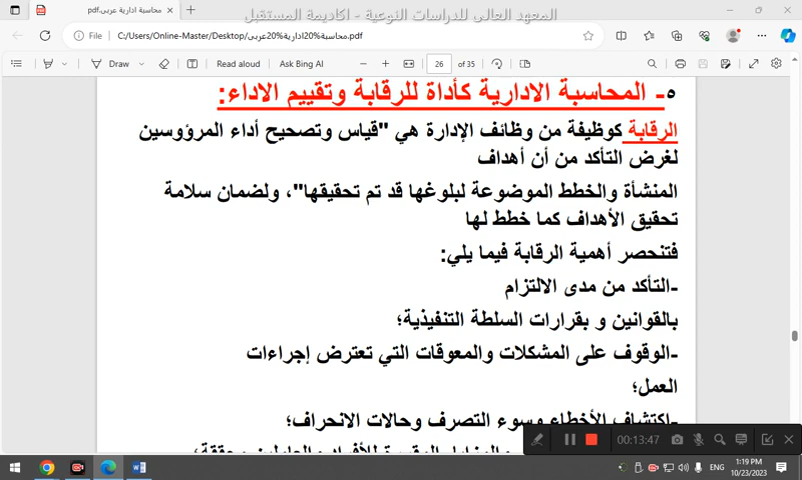 المعهد العالى للدراسات النوعية - اكاديمة المستقبل
محاسبة ادارية عربى.pdf
File
C:/Users/Online-Master/Desktop/محاسبة%20ادارية%20عربى.pdf
Draw
Read aloud
Ask Bing AI
26 of 35
٥- المحاسبة الادارية كأداة للرقابة وتقييم الاداء:
الرقابة كوظيفة من وظائف الإدارة هي "قياس وتصحيح أداء المرؤوسين
لغرض التأكد من أن أهداف
المنشأة والخطط الموضوعة لبلوغها قد تم تحقيقها"، ولضمان سلامة
تحقيق الأهداف كما خطط لها
فتنحصر أهمية الرقابة فيما يلي:
-التأكد من مدى الالتزام
بالقوانين و بقرارات السلطة التنفيذية؛
-الوقوف على المشكلات والمعوقات التي تعترض إجراءات
العمل؛
-اكتشاف الأخطاء وسوء التصرف وحالات الانحراف؛
00:13:47
ENG
1:19 PM
10/23/2023